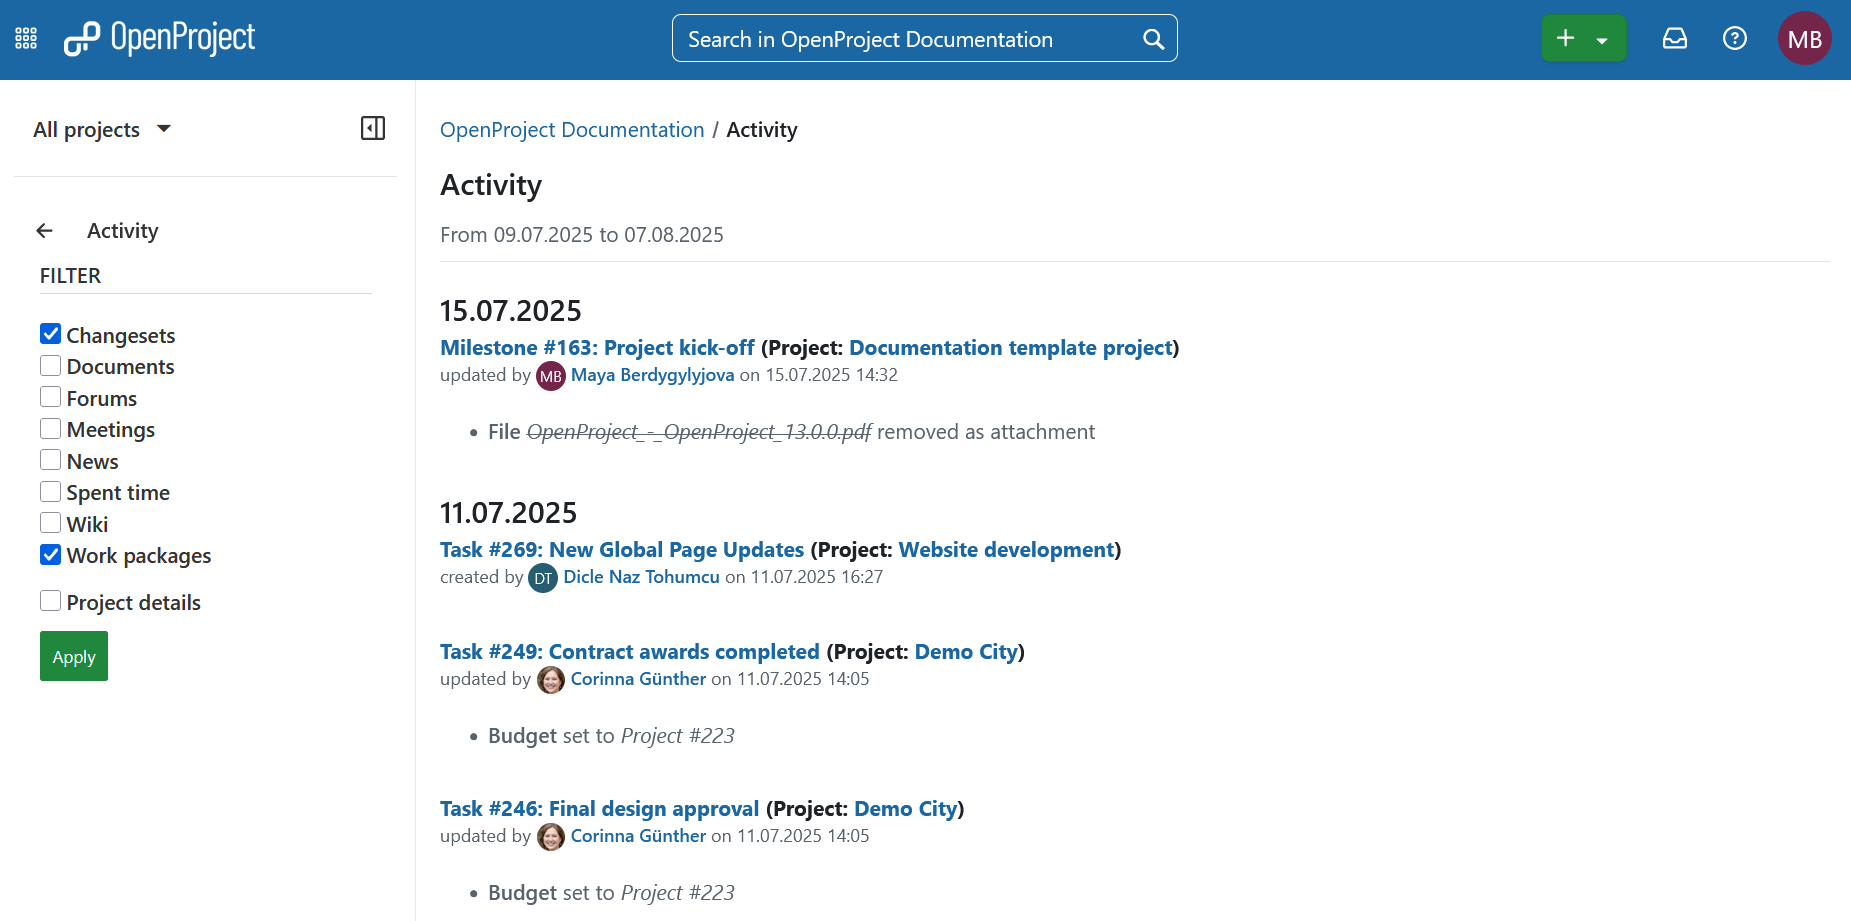 OpenProject
Search in OpenProject Documentation
MB
All projects
Activity
FILTER
Changesets
Documents
Forums
Meetings
News
Spent time
Wiki
Work packages
Project details
Apply
OpenProject Documentation / Activity
Activity
From 09.07.2025 to 07.08.2025
15.07.2025
Milestone #163: Project kick-off (Project: Documentation template project)
updated by MB Maya Berdygylyjova on 15.07.2025 14:32
• File OpenProject_-_OpenProject_13.0.0.pdf removed as attachment
11.07.2025
Task #269: New Global Page Updates (Project: Website development)
created by DT Dicle Naz Tohumcu on 11.07.2025 16:27
Task #249: Contract awards completed (Project: Demo City)
updated by Corinna Günther on 11.07.2025 14:05
• Budget set to Project #223
Task #246: Final design approval (Project: Demo City)
updated by Corinna Günther on 11.07.2025 14:05
• Budget set to Project #223